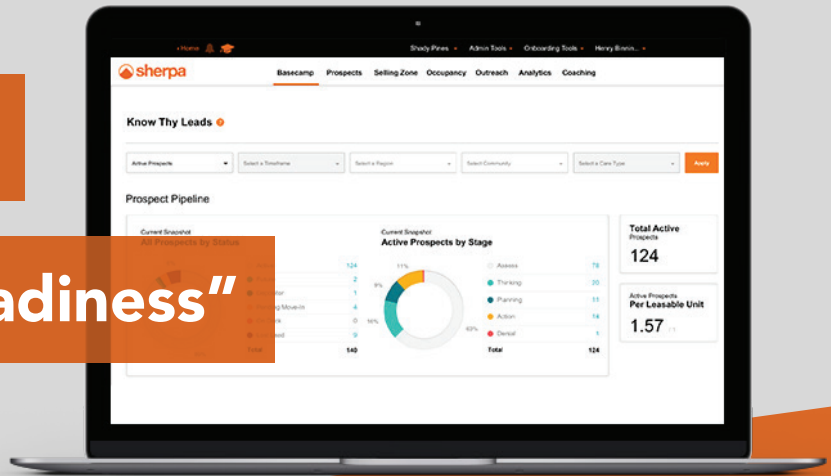 Home
Shady Pines Admin Tools Onboarding Tools Henry
sherpa
Basecamp Prospects Selling Zone Occupancy Outreach Analytics Coaching
Know Thy Leads
Active Prospects Select a Timeframe Select a Region Select Community Select a Care Type Apply
Prospect Pipeline
Current Snapshot
All Prospects by Status
124
2
1
Move-In 4
0
9
Total 140
Current Snapshot
Active Prospects by Stage
11%
9%
63%
Assess 78
Thinking 20
Planning 11
Action 14
Denial 1
Total 124
Total Active
Prospects
124
Active Prospects
Per Leasable Unit
1.57
adiness”